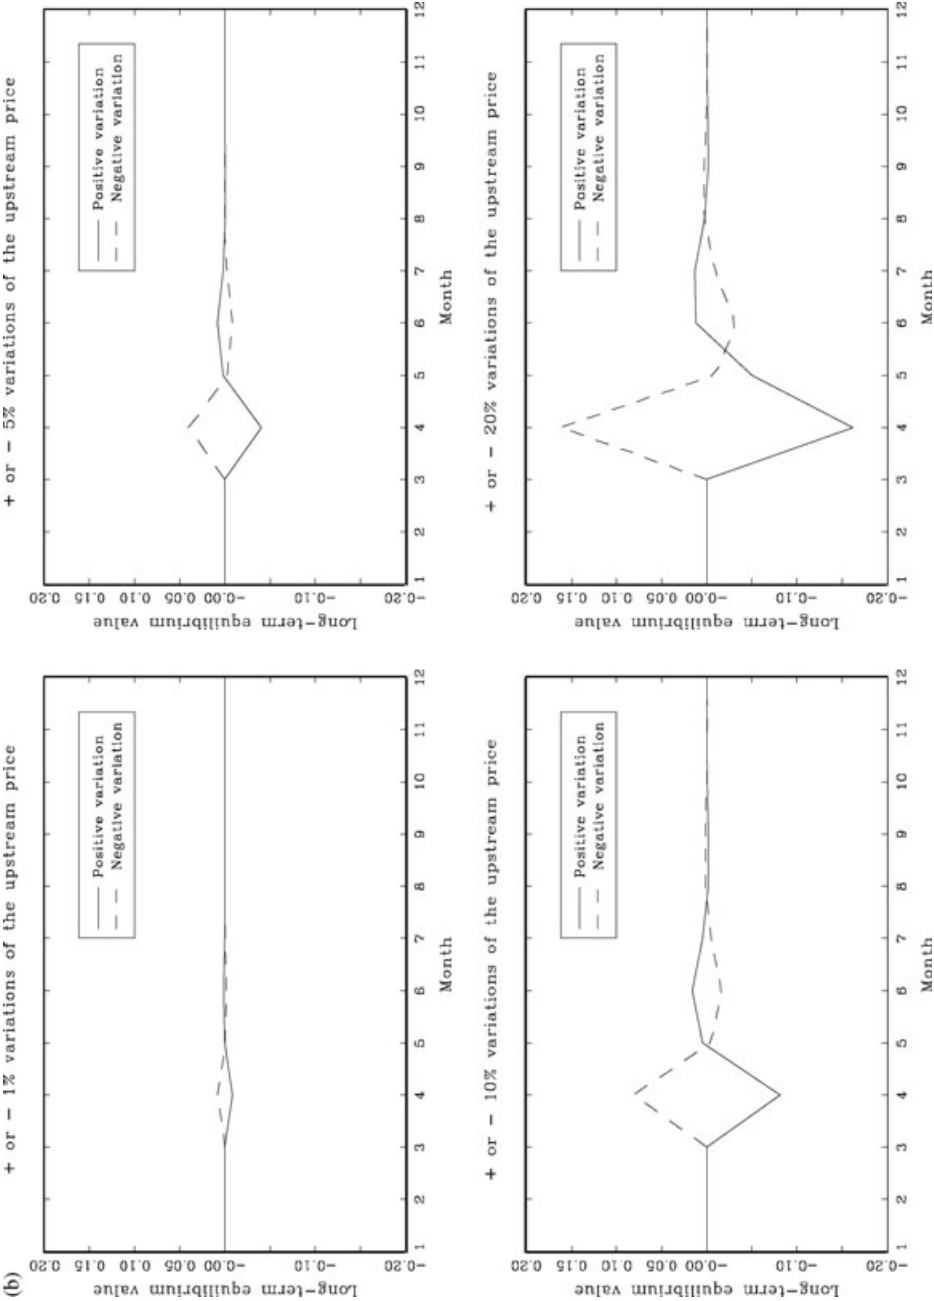 (b)
+ or − 1% variations of the upstream price
Long−term equilibrium value
0.20
0.15
0.10
0.05
−0.00
−0.10
−0.20
Positive variation
Negative variation
1 2 3 4 5 6 7 8 9 10 11 12
Month
+ or − 5% variations of the upstream price
Long−term equilibrium value
0.20
0.15
0.10
0.05
−0.00
−0.10
−0.20
Positive variation
Negative variation
1 2 3 4 5 6 7 8 9 10 11 12
Month
+ or − 10% variations of the upstream price
Long−term equilibrium value
0.20
0.15
0.10
0.05
−0.00
−0.10
−0.20
Positive variation
Negative variation
1 2 3 4 5 6 7 8 9 10 11 12
Month
+ or − 20% variations of the upstream price
Long−term equilibrium value
0.20
0.15
0.10
0.05
−0.00
−0.10
−0.20
Positive variation
Negative variation
1 2 3 4 5 6 7 8 9 10 11 12
Month